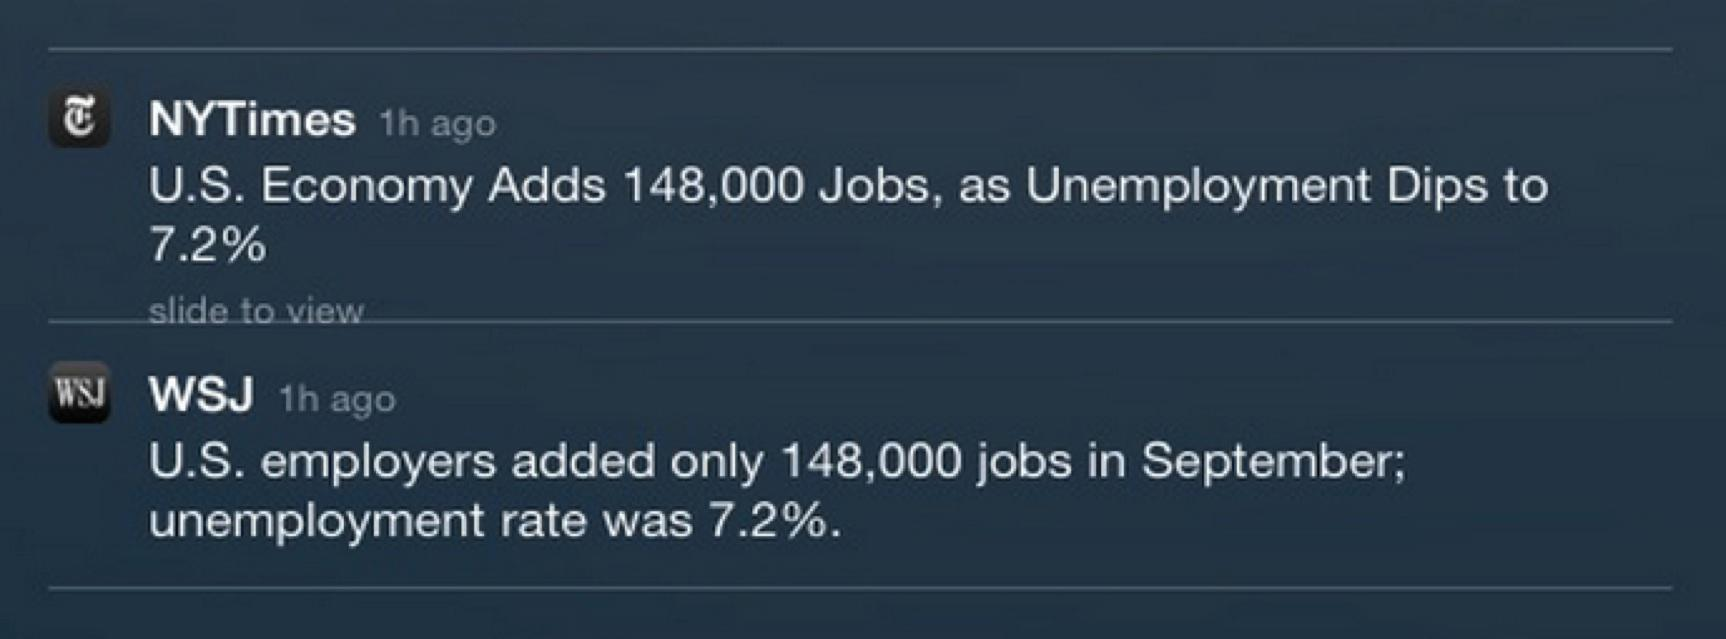 NYTimes 1h ago
U.S. Economy Adds 148,000 Jobs, as Unemployment Dips to
7.2%
slide to view
WSJ WSJ 1h ago
U.S. employers added only 148,000 jobs in September;
unemployment rate was 7.2%.